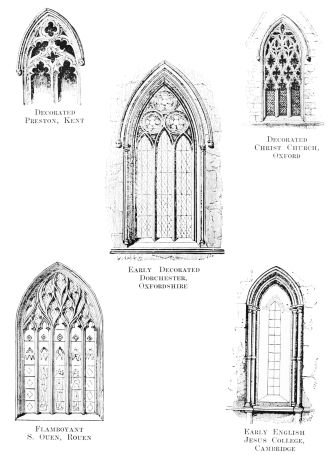 Decorated
Preston, Kent
Decorated
Christ Church,
Oxford
Early Decorated
Dorchester,
Oxfordshire
Flamboyant
S. Ouen, Rouen
Early English
Jesus College,
Cambridge